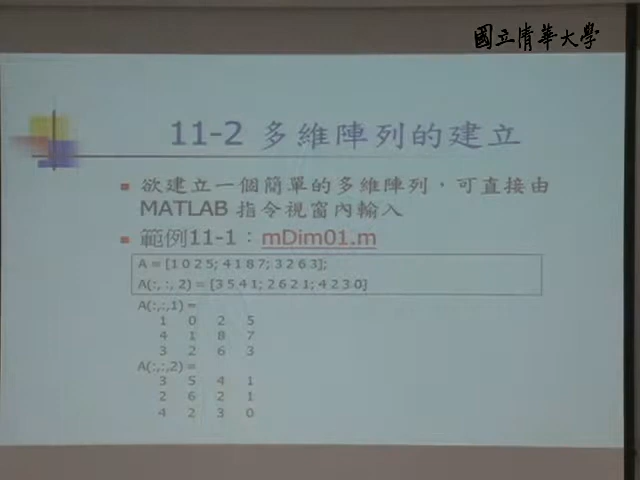 國立清華大學
11-2 多維陣列的建立
欲建立一個簡單的多維陣列，可直接由
MATLAB 指令視窗內輸入
範例11-1：mDim01.m
A = [1 0 2 5; 4 1 8 7; 3 2 6 3];
A(:, :, 2) = [3 5 4 1; 2 6 2 1; 4 2 3 0]
A(:,:,1) =
1 0 2 5
4 1 8 7
3 2 6 3
A(:,:,2) =
3 5 4 1
2 6 2 1
4 2 3 0